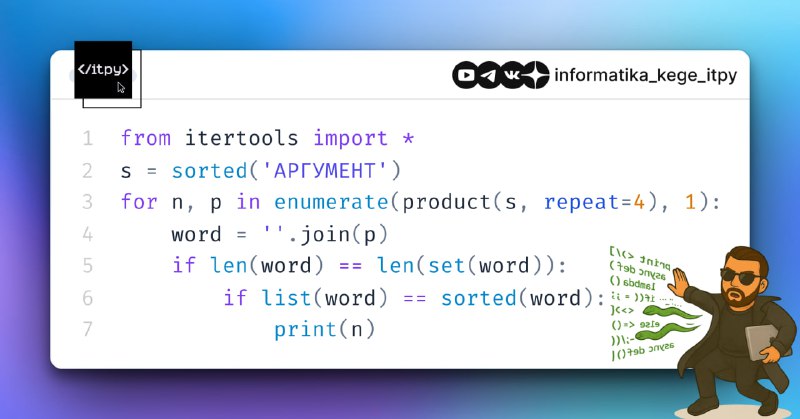 </itpy>
informatika_kege_itpy
1 from itertools import *
2 s = sorted('АРГУМЕНТ')
3 for n, p in enumerate(product(s, repeat=4), 1):
4 word = ''.join(p)
5 if len(word) == len(set(word)):
6 if list(word) == sorted(word):
7 print(n)